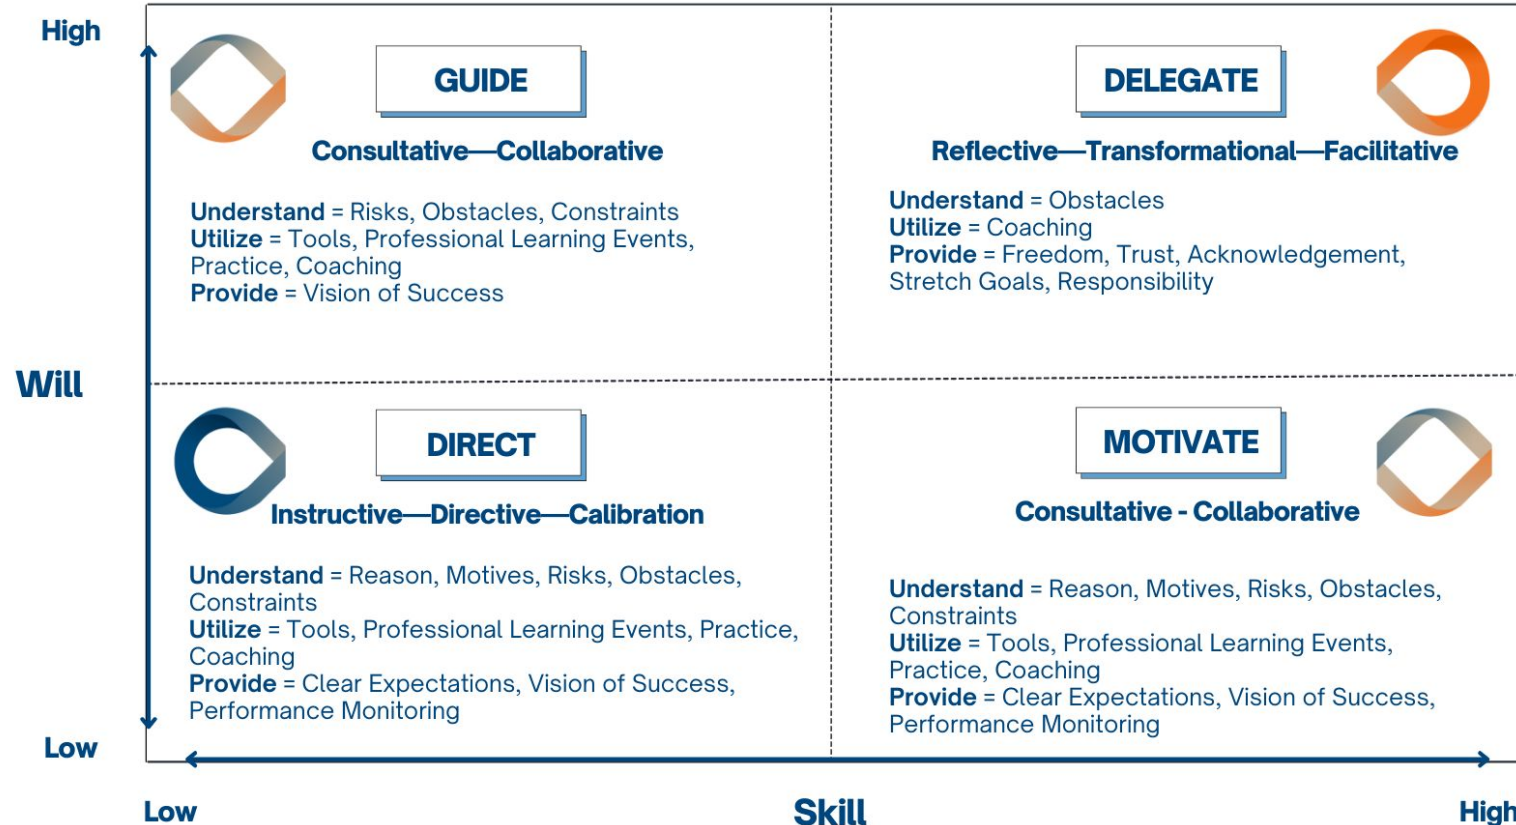 High
GUIDE
Consultative—Collaborative
Understand = Risks, Obstacles, Constraints
Utilize = Tools, Professional Learning Events,
Practice, Coaching
Provide = Vision of Success
DELEGATE
Reflective—Transformational—Facilitative
Understand = Obstacles
Utilize = Coaching
Provide = Freedom, Trust, Acknowledgement,
Stretch Goals, Responsibility
Will
DIRECT
Instructive—Directive—Calibration
Understand = Reason, Motives, Risks, Obstacles,
Constraints
Utilize = Tools, Professional Learning Events, Practice,
Coaching
Provide = Clear Expectations, Vision of Success,
Performance Monitoring
MOTIVATE
Consultative - Collaborative
Understand = Reason, Motives, Risks, Obstacles,
Constraints
Utilize = Tools, Professional Learning Events,
Practice, Coaching
Provide = Clear Expectations, Vision of Success,
Performance Monitoring
Low
Low
Skill
High